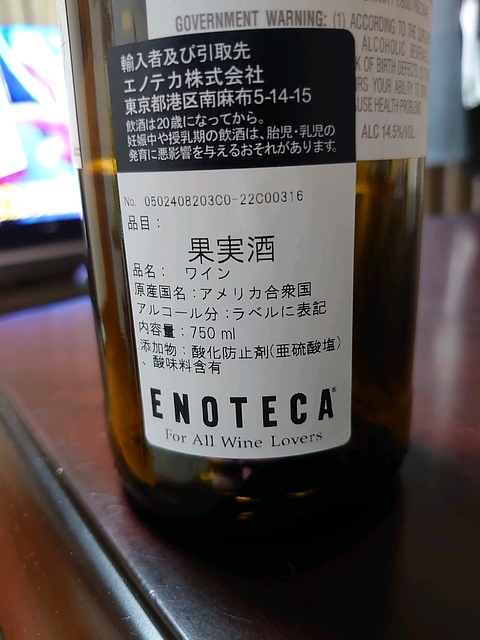 GOVERNMENT WARNING: (1) ACCORDING TO THE
ALCOHOLIC
OF BIRTH DEFECTS.
YOUR ABILITY TO
HEALTH PROBLEMS.
ALC 14.5%/VOL.
輸入者及び引取先
エノテカ株式会社
東京都港区南麻布5-14-15
飲酒は20歳になってから。
妊娠中や授乳期の飲酒は、胎児・乳児の
発育に悪影響を与えるおそれがあります。
No. 0502408203C0-22C00316
品目：
果実酒
品名： ワイン
原産国名：アメリカ合衆国
アルコール分：ラベルに表記
内容量：750 ml
添加物：酸化防止剤(亜硫酸塩)
、酸味料含有
ENOTECA®
For All Wine Lovers